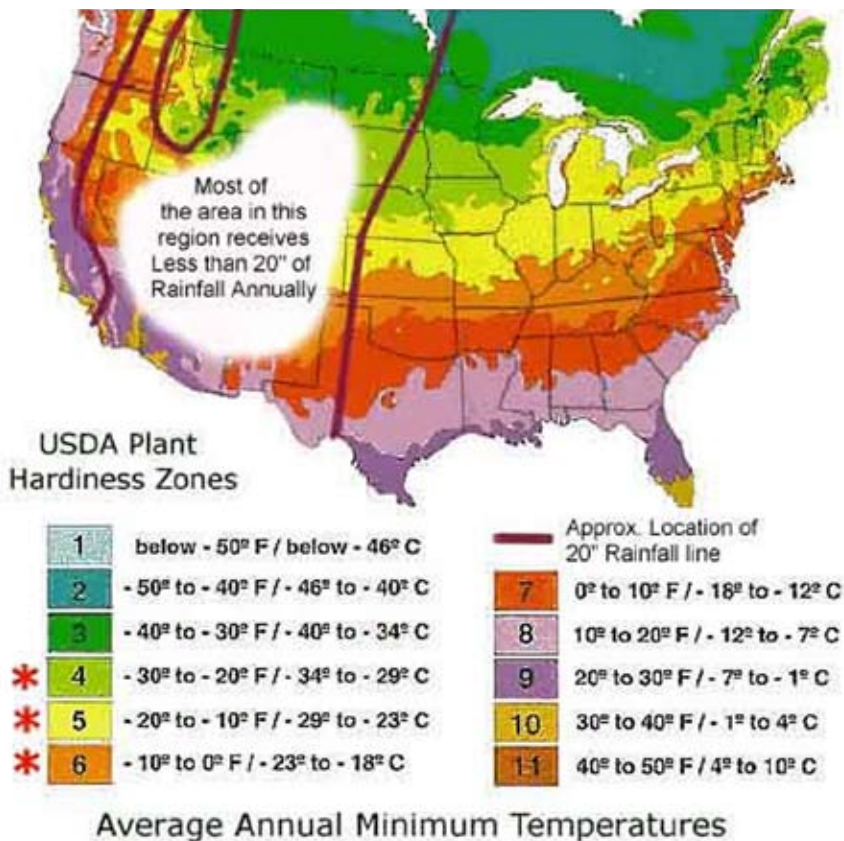 Most of
the area in this
region receives
Less than 20" of
Rainfall Annually
USDA Plant
Hardiness Zones
1 below - 50º F / below - 46º C
2 - 50º to - 40º F / - 46º to - 40º C
3 - 40º to - 30º F / - 40º to - 34º C
* 4 - 30º to - 20º F / - 34º to - 29º C
* 5 - 20º to - 10º F / - 29º to - 23º C
* 6 - 10º to 0º F / - 23º to - 18º C
Approx. Location of
20" Rainfall line
7 0º to 10º F / - 18º to - 12º C
8 10º to 20º F / - 12º to - 7º C
9 20º to 30º F / - 7º to - 1º C
10 30º to 40º F / - 1º to 4º C
11 40º to 50º F / 4º to 10º C
Average Annual Minimum Temperatures